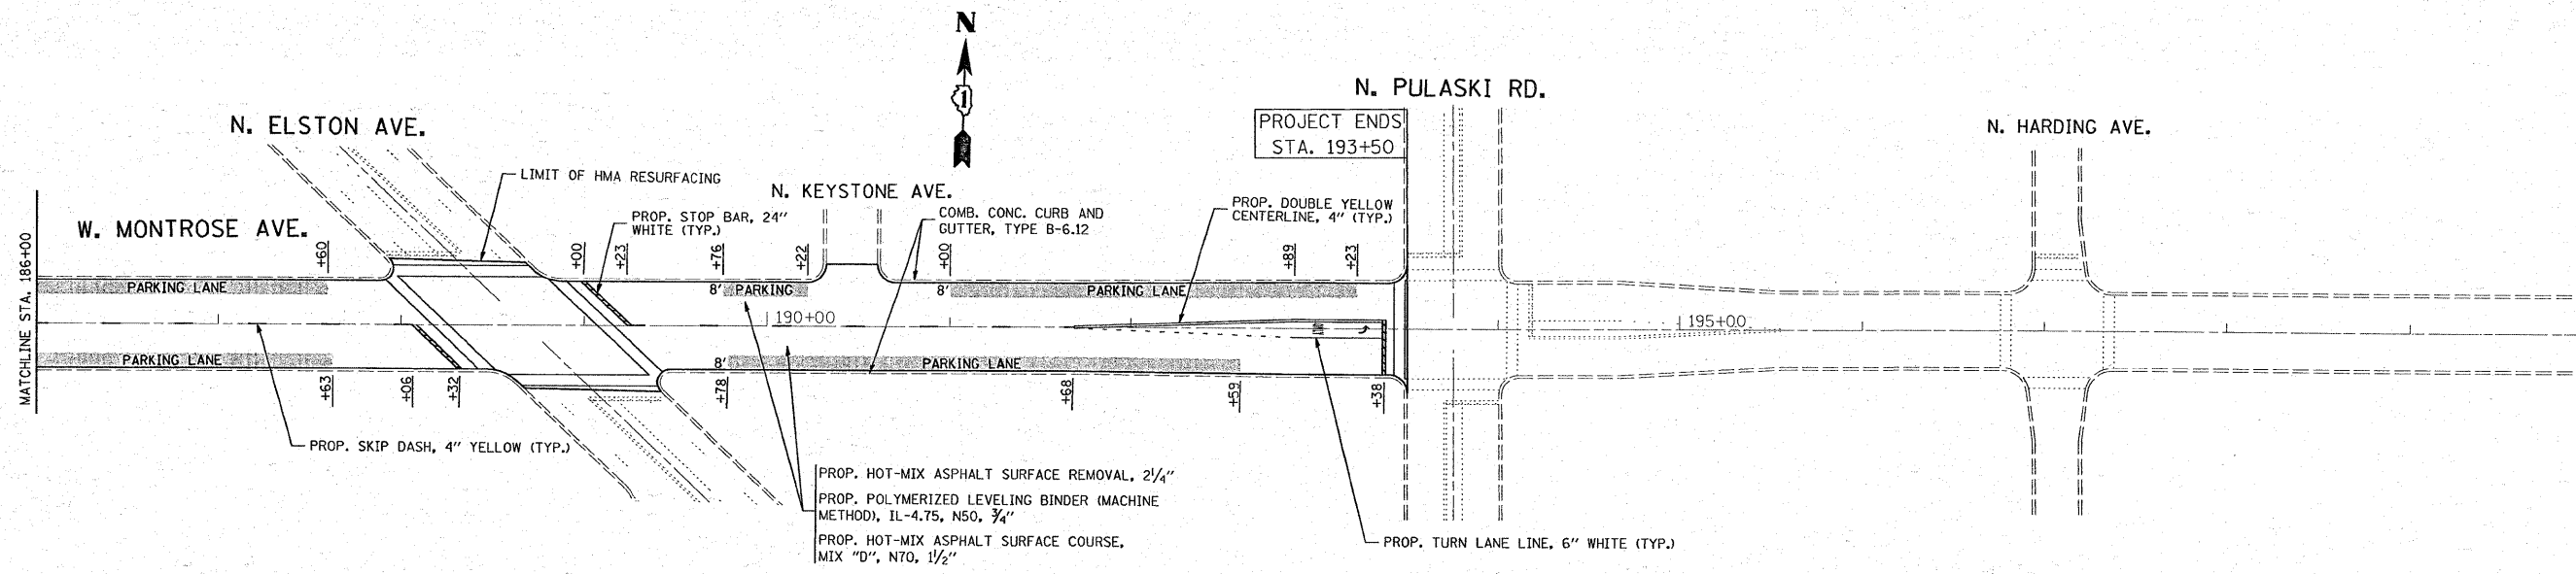 N
1
N. PULASKI RD.
PROJECT ENDS
STA. 193+50
N. ELSTON AVE.
N. HARDING AVE.
LIMIT OF HMA RESURFACING
N. KEYSTONE AVE.
W. MONTROSE AVE.
PROP. STOP BAR, 24"
WHITE (TYP.)
COMB. CONC. CURB AND
GUTTER, TYPE B-6.12
PROP. DOUBLE YELLOW
CENTERLINE, 4" (TYP.)
MATCHLINE STA. 186+00
+60
+00
+23
+76
+22
+00
+89
+23
PARKING LANE
8' PARKING
8' PARKING LANE
190+00
195+00
PARKING LANE
8' PARKING LANE
+63
+06
+32
+78
+68
+59
+38
PROP. SKIP DASH, 4" YELLOW (TYP.)
PROP. HOT-MIX ASPHALT SURFACE REMOVAL, 2 1/4"
PROP. POLYMERIZED LEVELING BINDER (MACHINE
METHOD), IL-4.75, N50, 3/4"
PROP. HOT-MIX ASPHALT SURFACE COURSE,
MIX "D", N70, 1 1/2"
PROP. TURN LANE LINE, 6" WHITE (TYP.)